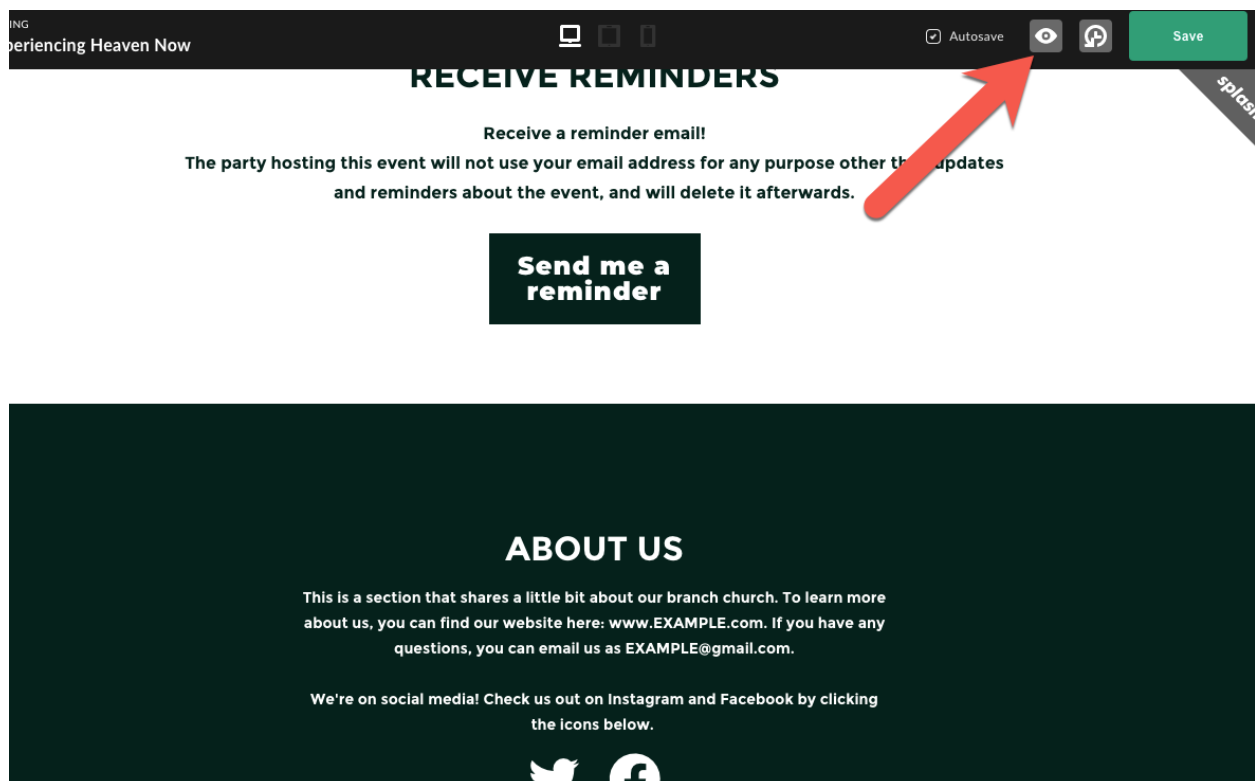 ING
periencing Heaven Now
Autosave
Save
RECEIVE REMINDERS
splash
Receive a reminder email!
The party hosting this event will not use your email address for any purpose other than updates
and reminders about the event, and will delete it afterwards.
Send me a
reminder
ABOUT US
This is a section that shares a little bit about our branch church. To learn more
about us, you can find our website here: www.EXAMPLE.com. If you have any
questions, you can email us as EXAMPLE@gmail.com.
We're on social media! Check us out on Instagram and Facebook by clicking
the icons below.